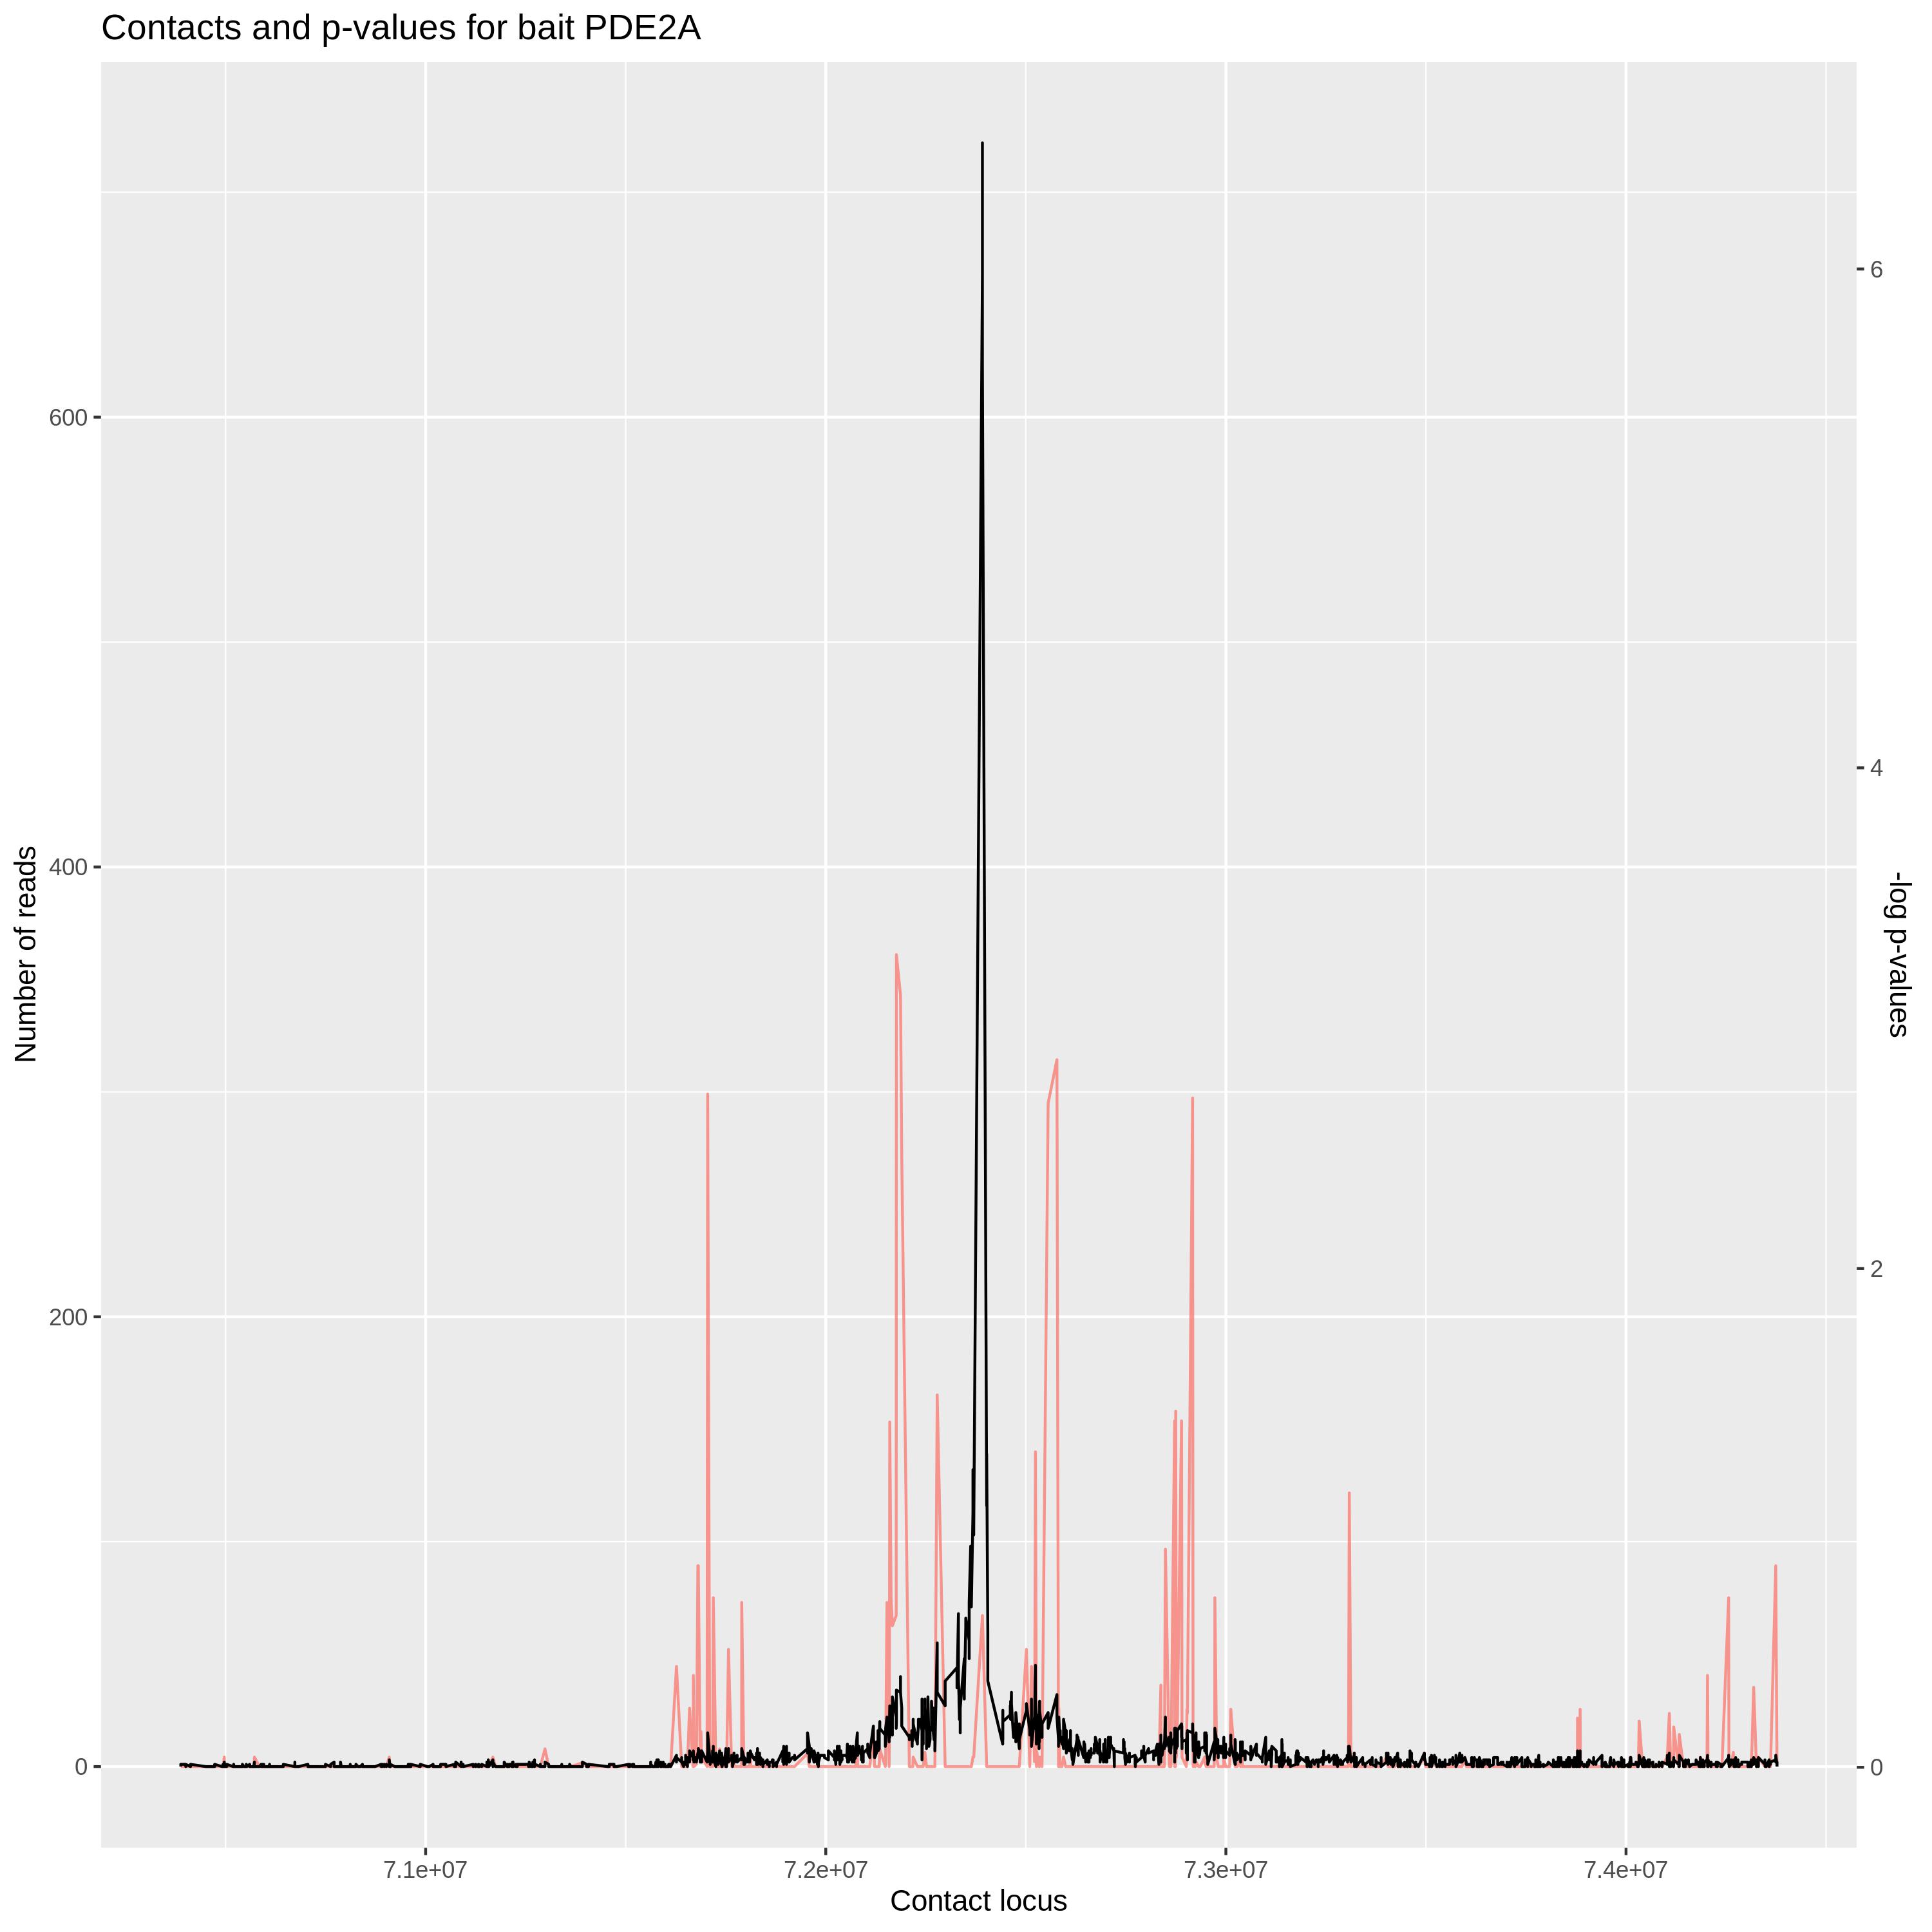 Contacts and p-values for bait PDE2A
600
400
200
0
Number of reads
6
4
2
0
-log p-values
7.1e+07 7.2e+07 7.3e+07 7.4e+07
Contact locus